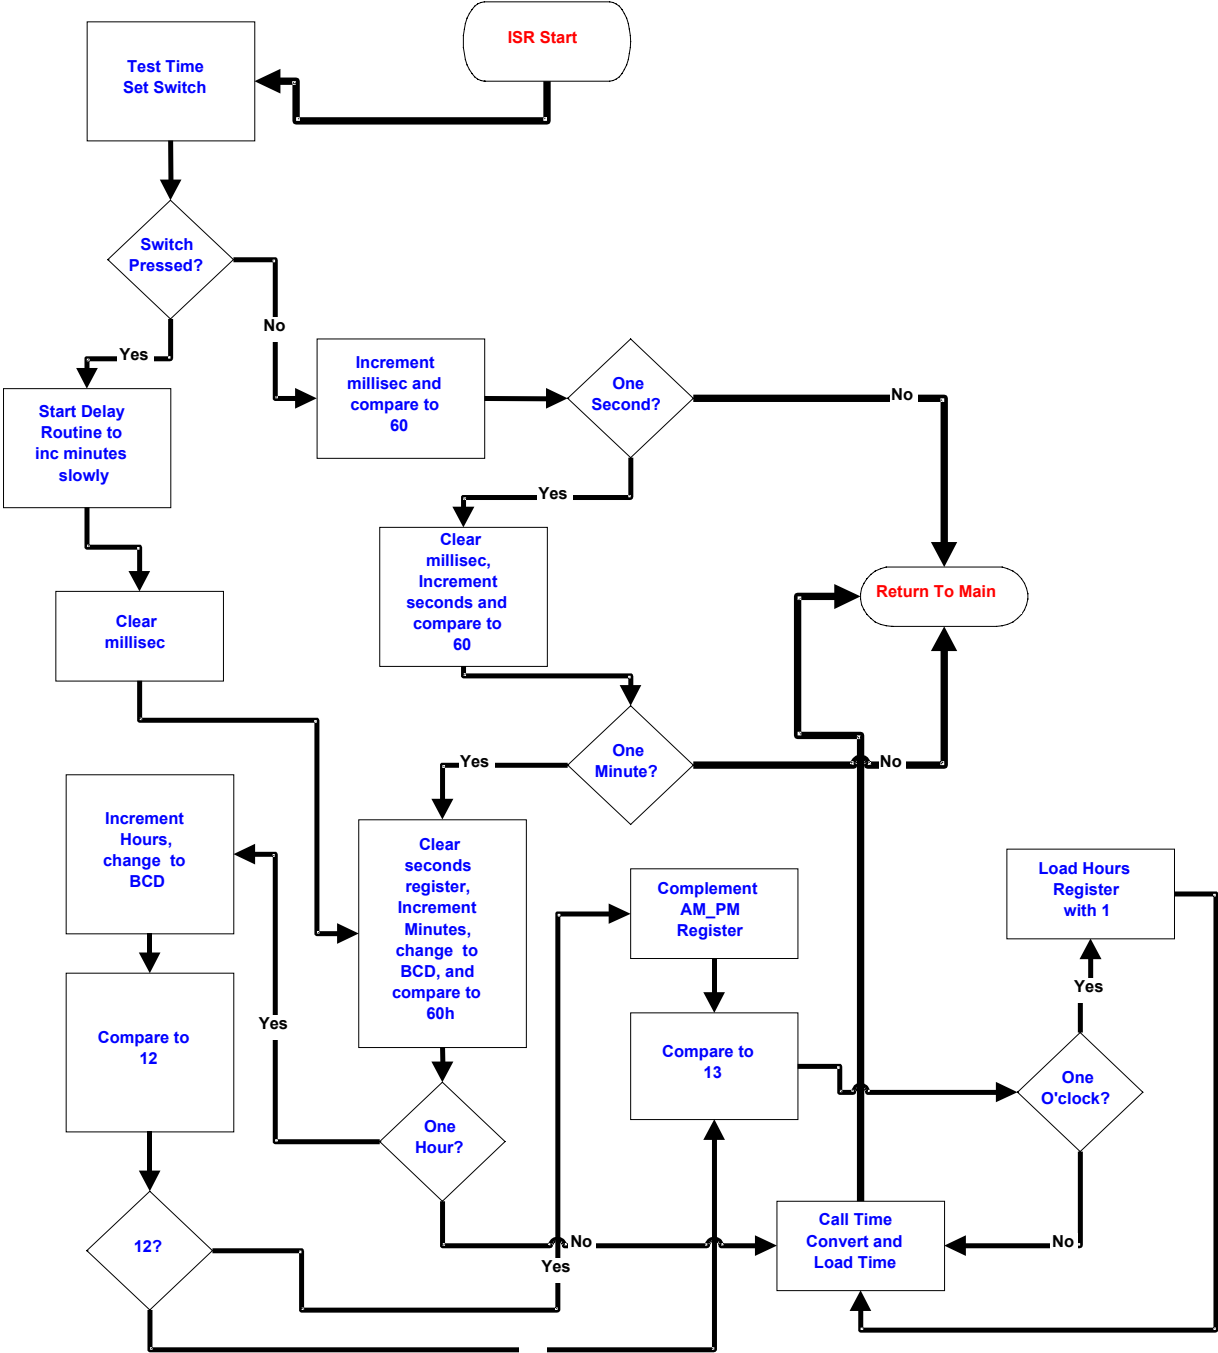 ISR Start
Test Time
Set Switch
Switch
Pressed?
No
Yes
Increment
millisec and
compare to
60
One
Second?
No
Start Delay
Routine to
inc minutes
slowly
Yes
Clear
millisec,
Increment
seconds and
compare to
60
Return To Main
Clear
millisec
One
Minute?
Yes
No
Increment
Hours,
change to
BCD
Clear
seconds
register,
Increment
Minutes,
change to
BCD, and
compare to
60h
Complement
AM_PM
Register
Load Hours
Register
with 1
Yes
Yes
Compare to
12
Compare to
13
One
O'clock?
One
Hour?
12?
No
Yes
Call Time
Convert and
Load Time
No